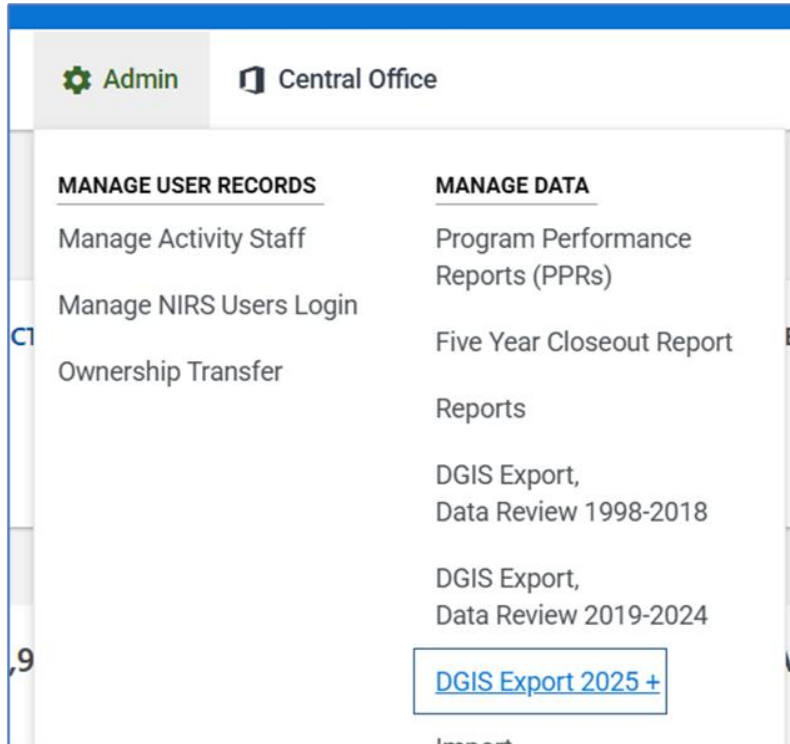 Admin
Central Office
MANAGE USER RECORDS
Manage Activity Staff
Manage NIRS Users Login
Ownership Transfer
MANAGE DATA
Program Performance
Reports (PPRs)
Five Year Closeout Report
Reports
DGIS Export,
Data Review 1998-2018
DGIS Export,
Data Review 2019-2024
DGIS Export 2025 +
CT
,9